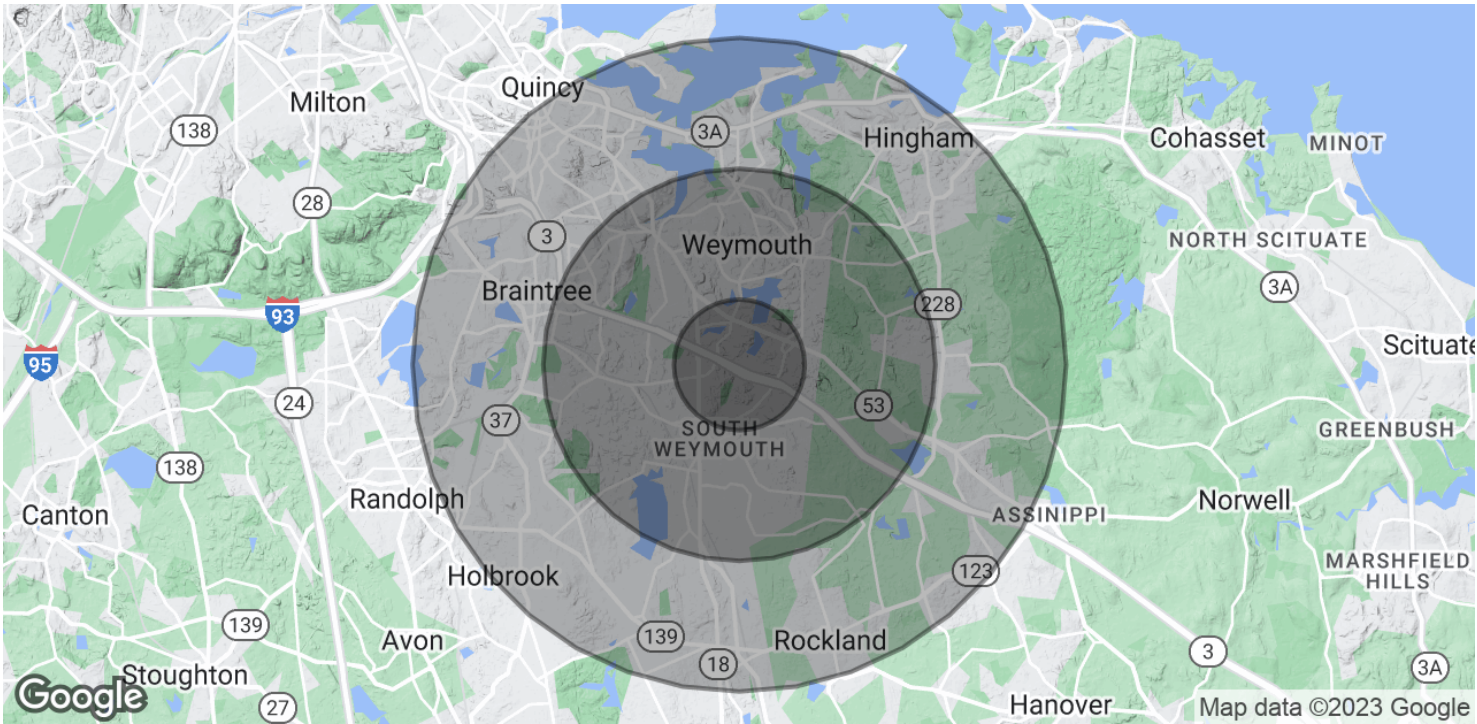 Quincy
Milton
138
3A
Hingham
Cohasset
MINOT
28
3
Weymouth
NORTH SCITUATE
Braintree
228
3A
93
95
Scituate
24
37
53
SOUTH
WEYMOUTH
GREENBUSH
138
Randolph
Norwell
Canton
ASSINIPPI
Holbrook
123
MARSHFIELD
HILLS
139
Avon
139
Rockland
18
3
3A
Stoughton
Google
27
Hanover
Map data ©2023 Google